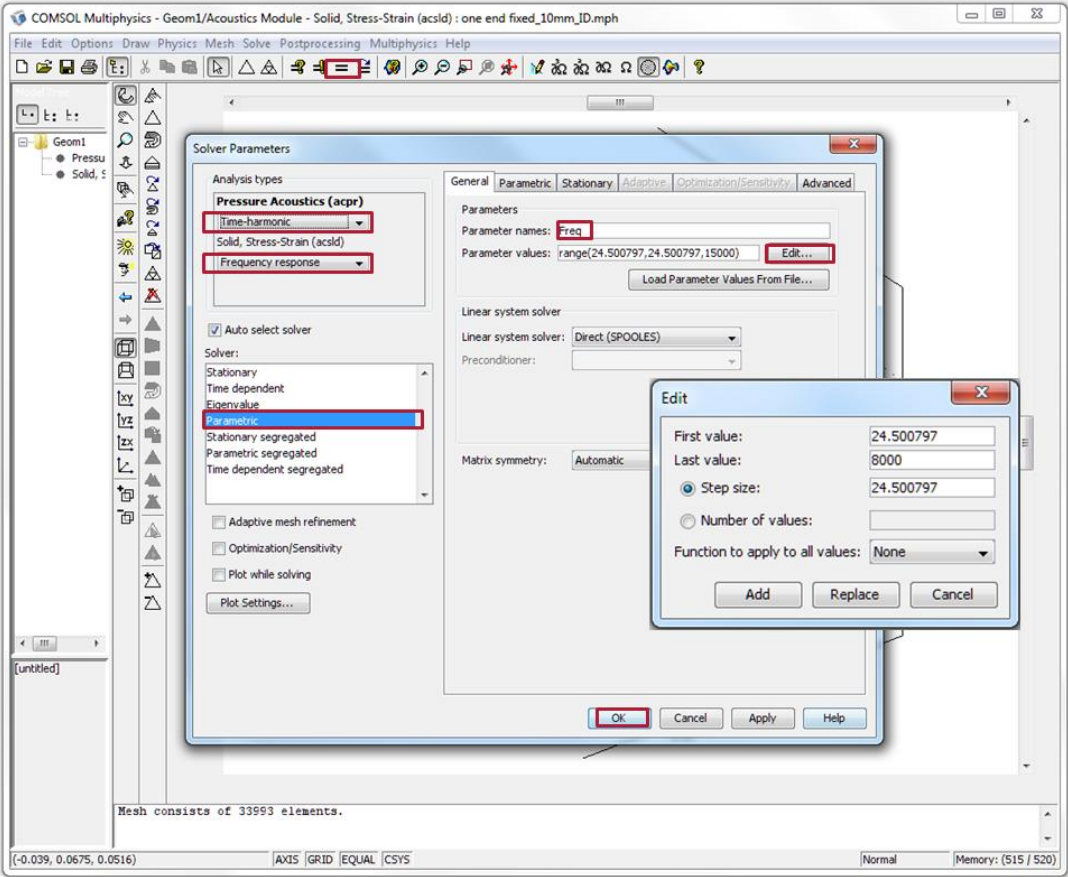 COMSOL Multiphysics - Geom1/Acoustics Module - Solid, Stress-Strain (acsld) : one end fixed_10mm_ID.mph
File Edit Options Draw Physics Mesh Solve Postprocessing Multiphysics Help
Model Tree
Geom1
Pressu
Solid, S
Solver Parameters
Analysis types
Pressure Acoustics (acpr)
Time-harmonic
Solid, Stress-Strain (acsld)
Frequency response
Auto select solver
Solver:
Stationary
Time dependent
Eigenvalue
Parametric
Stationary segregated
Parametric segregated
Time dependent segregated
Adaptive mesh refinement
Optimization/Sensitivity
Plot while solving
Plot Settings...
General Parametric Stationary Adaptive Optimization/Sensitivity Advanced
Parameters
Parameter names: Freq
Parameter values: range(24.500797,24.500797,15000) Edit...
Load Parameter Values From File...
Linear system solver
Linear system solver: Direct (SPOOLES)
Preconditioner:
Matrix symmetry: Automatic
OK Cancel Apply Help
Edit
First value: 24.500797
Last value: 8000
Step size: 24.500797
Number of values:
Function to apply to all values: None
Add Replace Cancel
[untitled]
Mesh consists of 33993 elements.
(-0.039, 0.0675, 0.0516) AXIS GRID EQUAL CSYS Normal Memory: (515 / 520)